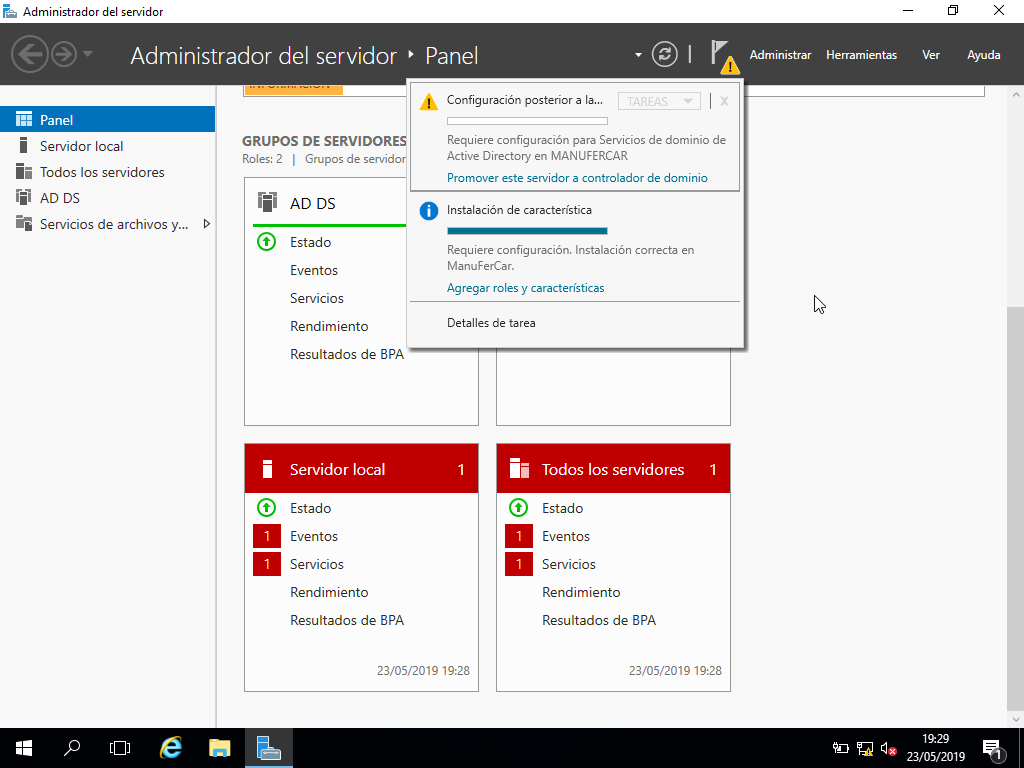 Administrador del servidor
Administrador del servidor
Panel
Administrar
Herramientas
Ver
Ayuda
Panel
Servidor local
Todos los servidores
AD DS
Servicios de archivos y...
GRUPOS DE SERVIDORES
Roles: 2 | Grupos de servidor
AD DS
Estado
Eventos
Servicios
Rendimiento
Resultados de BPA
Configuración posterior a la...
TAREAS
X
Requiere configuración para Servicios de dominio de
Active Directory en MANUFERCAR
Promover este servidor a controlador de dominio
Instalación de característica
Requiere configuración. Instalación correcta en
ManuFerCar.
Agregar roles y características
Detalles de tarea
Servidor local 1
Estado
1 Eventos
1 Servicios
Rendimiento
Resultados de BPA
23/05/2019 19:28
Todos los servidores 1
Estado
1 Eventos
1 Servicios
Rendimiento
Resultados de BPA
23/05/2019 19:28
19:29
23/05/2019
1